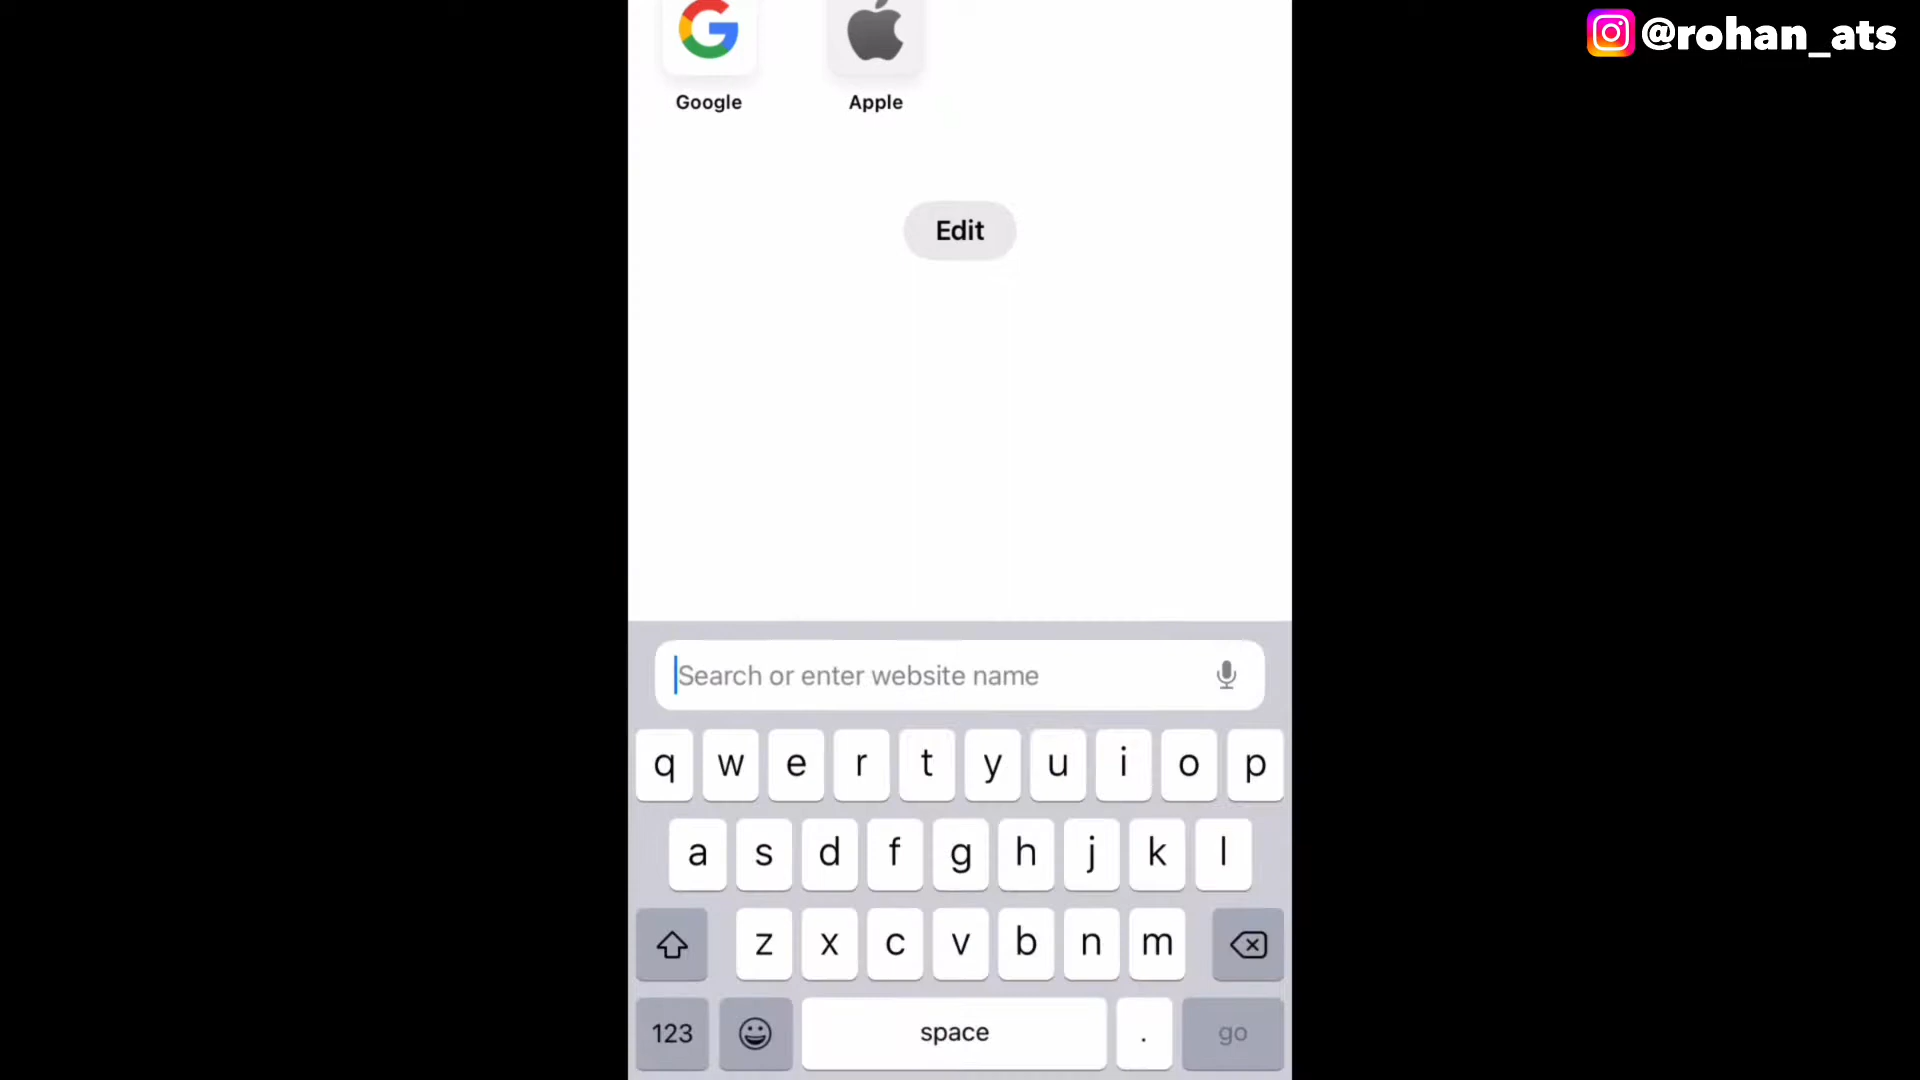 @rohan_ats
Google
Apple
Edit
Search or enter website name
q w e r t y u i o p
a s d f g h j k l
z x c v b n m
123 space . go